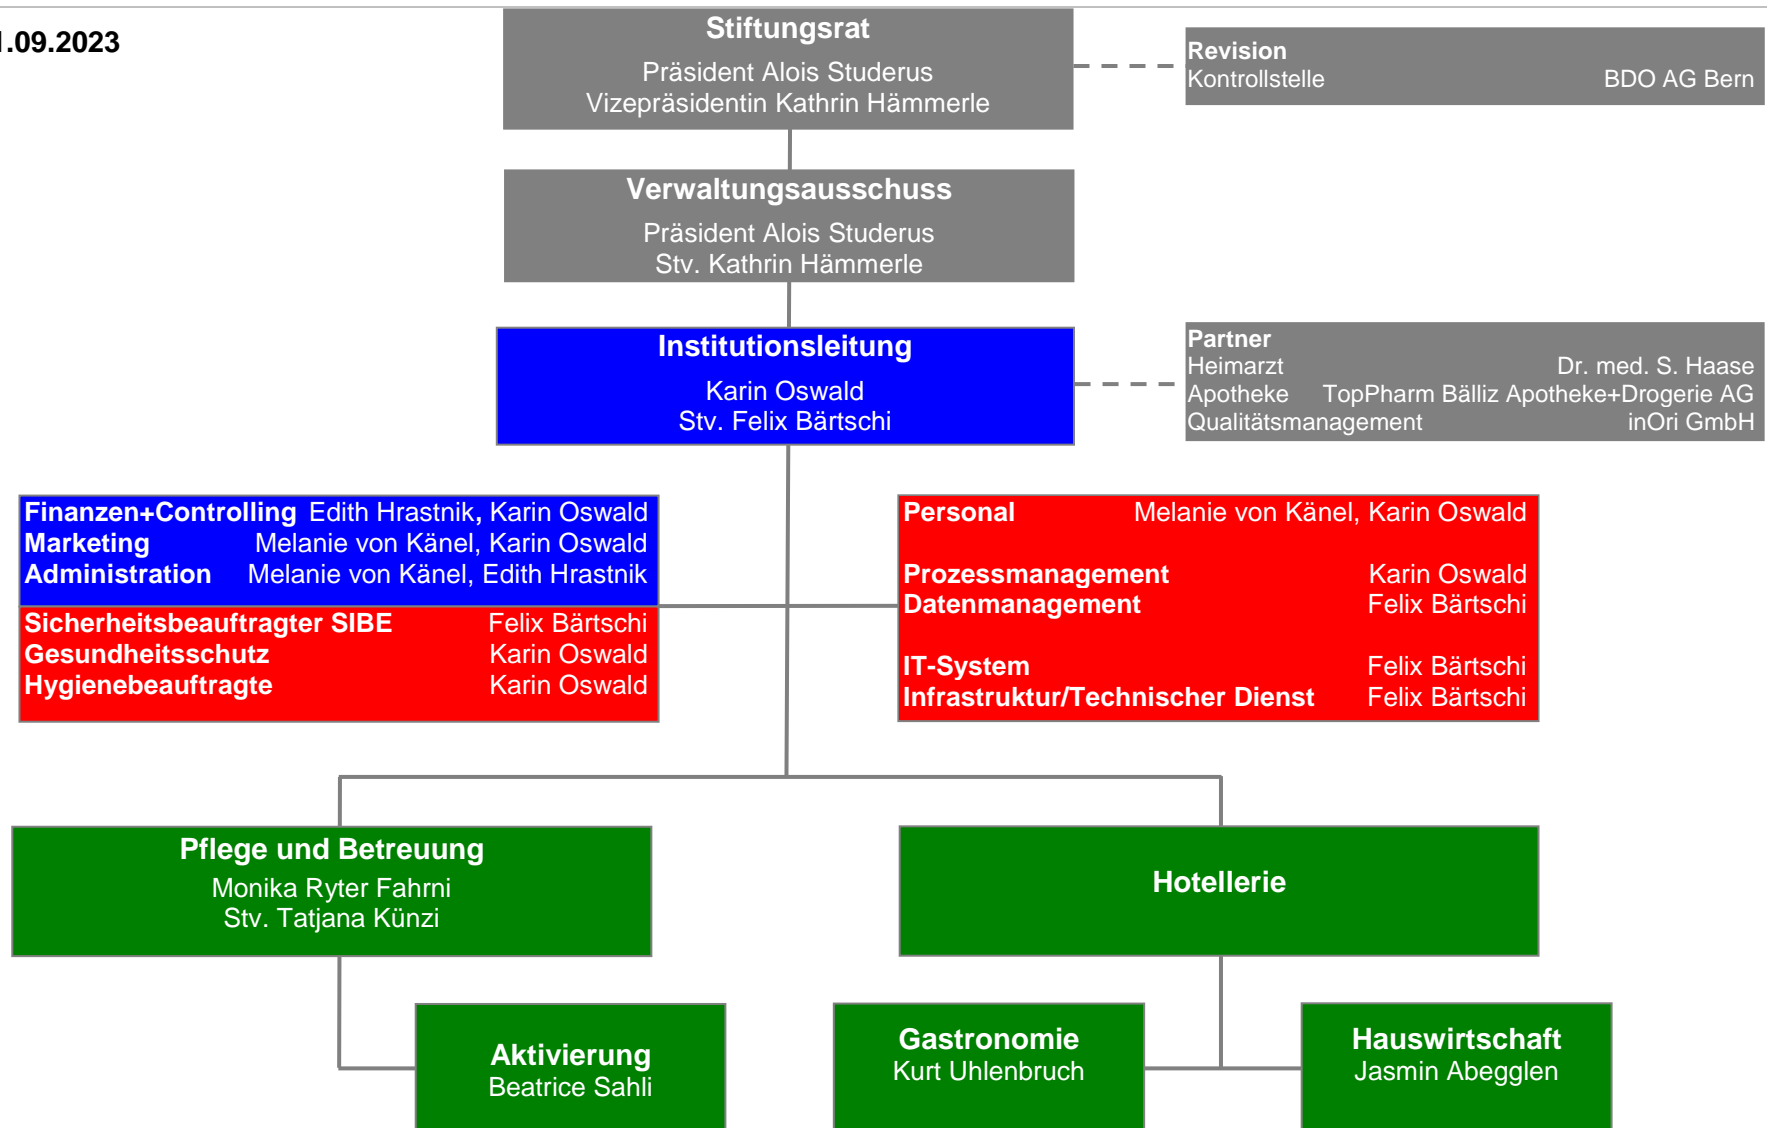 1.09.2023
Stiftungsrat
Präsident Alois Studerus
Vizepräsidentin Kathrin Hämmerle
Revision
Kontrollstelle BDO AG Bern
Verwaltungsausschuss
Präsident Alois Studerus
Stv. Kathrin Hämmerle
Institutionsleitung
Karin Oswald
Stv. Felix Bärtschi
Partner
Heimarzt Dr. med. S. Haase
Apotheke TopPharm Bälliz Apotheke+Drogerie AG
Qualitätsmanagement inOri GmbH
Finanzen+Controlling Edith Hrastnik, Karin Oswald
Marketing Melanie von Känel, Karin Oswald
Administration Melanie von Känel, Edith Hrastnik
Sicherheitsbeauftragter SIBE Felix Bärtschi
Gesundheitsschutz Karin Oswald
Hygienebeauftragte Karin Oswald
Personal Melanie von Känel, Karin Oswald
Prozessmanagement Karin Oswald
Datenmanagement Felix Bärtschi
IT-System Felix Bärtschi
Infrastruktur/Technischer Dienst Felix Bärtschi
Pflege und Betreuung
Monika Ryter Fahrni
Stv. Tatjana Künzi
Hotellerie
Aktivierung
Beatrice Sahli
Gastronomie
Kurt Uhlenbruch
Hauswirtschaft
Jasmin Abegglen